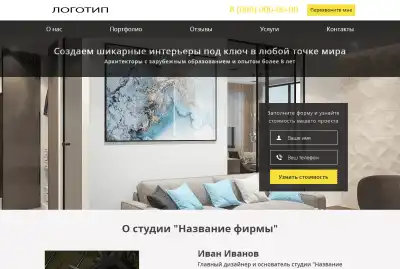 ЛОГОТИП
8 (000) 000-00-00
Перезвоните мне
О нас
Портфолио
Отзывы
Услуги
Контакты
Создаем шикарные интерьеры под ключ в любой точке мира
Архитекторы с зарубежным образованием и опытом более 8 лет
Заполните форму и узнайте
стоимость вашего проекта
Ваше имя
Ваш телефон
Узнать стоимость
О студии "Название фирмы"
Иван Иванов
Главный дизайнер и основатель студии "Название